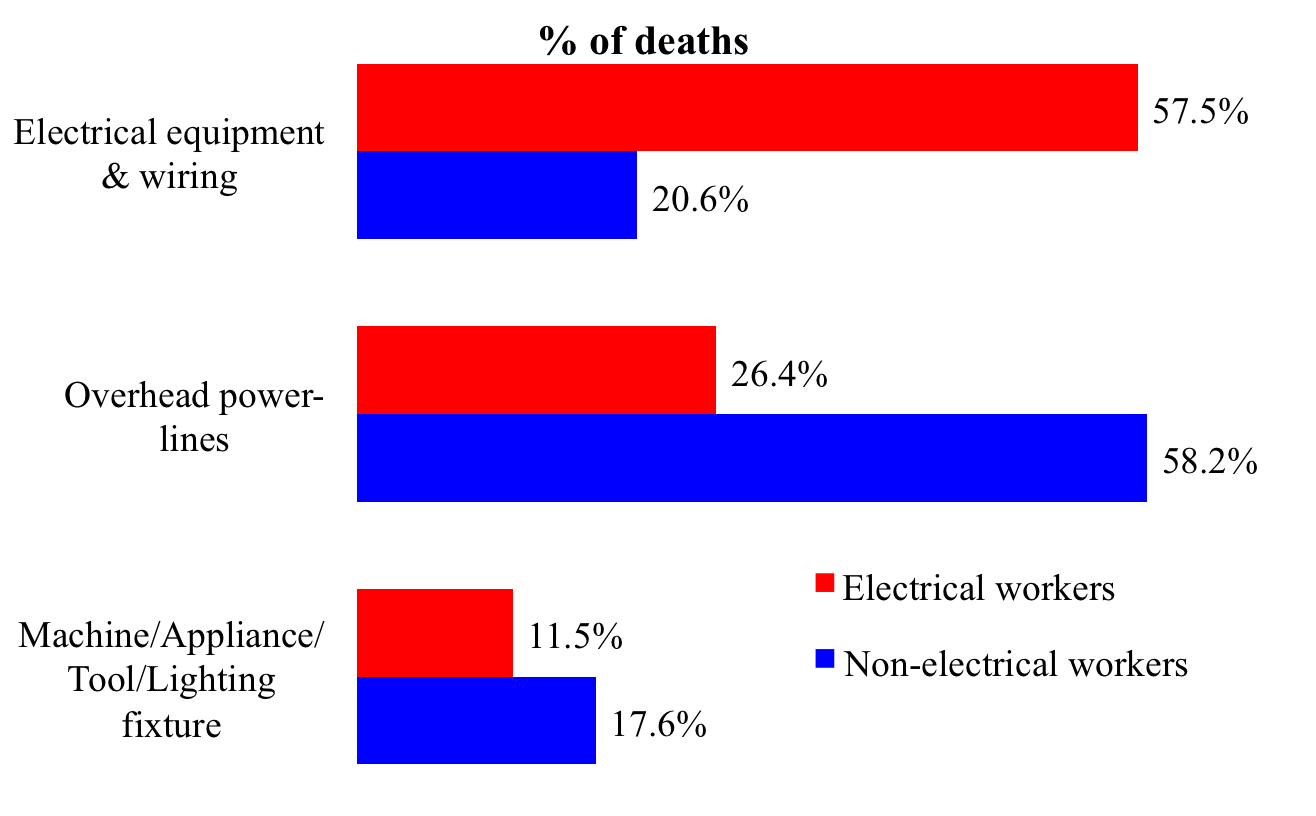 % of deaths
Electrical equipment
& wiring
57.5%
20.6%
Overhead power-
lines
26.4%
58.2%
Machine/Appliance/
Tool/Lighting
fixture
11.5%
17.6%
Electrical workers
Non-electrical workers